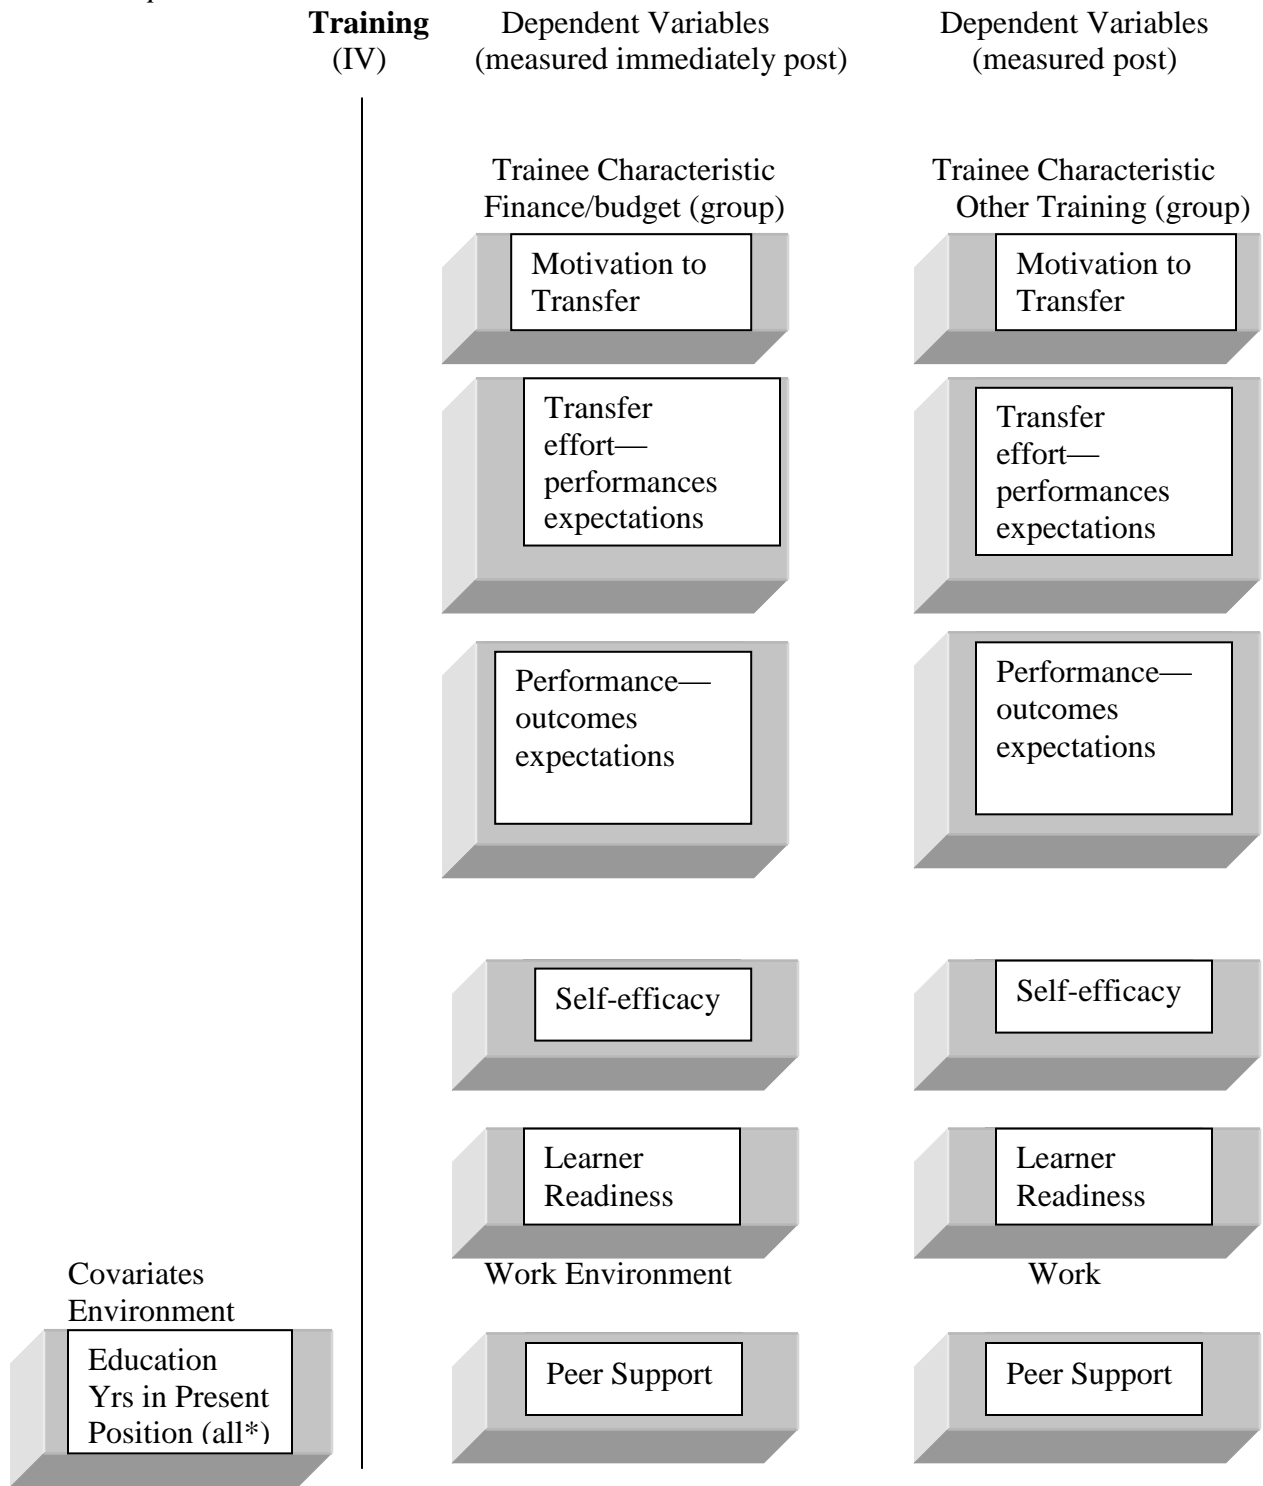 Training
(IV)
Dependent Variables
(measured immediately post)
Dependent Variables
(measured post)
Trainee Characteristic
Finance/budget (group)
Trainee Characteristic
Other Training (group)
Motivation to
Transfer
Motivation to
Transfer
Transfer
effort—
performances
expectations
Transfer
effort—
performances
expectations
Performance—
outcomes
expectations
Performance—
outcomes
expectations
Self-efficacy
Self-efficacy
Learner
Readiness
Learner
Readiness
Covariates
Work Environment
Work
Environment
Education
Yrs in Present
Position (all*)
Peer Support
Peer Support